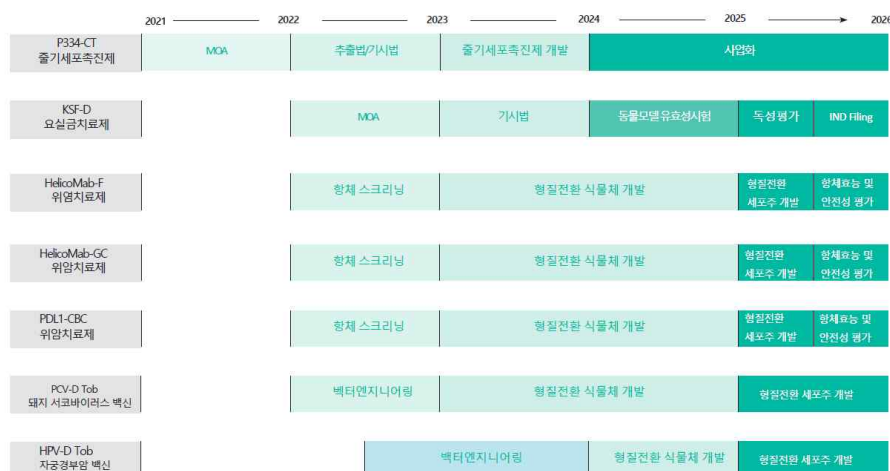 2021 2022 2023 2024 2025 2026
P334-CT
줄기세포촉진제
MOA
추출법/기시법
줄기세포촉진제 개발
사업화
KSF-D
요실금치료제
MOA
기시법
동물모델유효성시험
독성평가
IND Filing
HelicoMab-F
위염치료제
항체 스크리닝
형질전환 식물체 개발
형질전환
세포주 개발
항체효능 및
안전성 평가
HelicoMab-GC
위암치료제
항체 스크리닝
형질전환 식물체 개발
형질전환
세포주 개발
항체효능 및
안전성 평가
PDL1-CBC
위암치료제
항체 스크리닝
형질전환 식물체 개발
형질전환
세포주 개발
항체효능 및
안전성 평가
PCV-D Tob
돼지 서코바이러스 백신
벡터엔지니어링
형질전환 식물체 개발
형질전환 세포주 개발
HPV-D Tob
자궁경부암 백신
백터엔지니어링
형질전환 식물체 개발
형질전환 세포주 개발